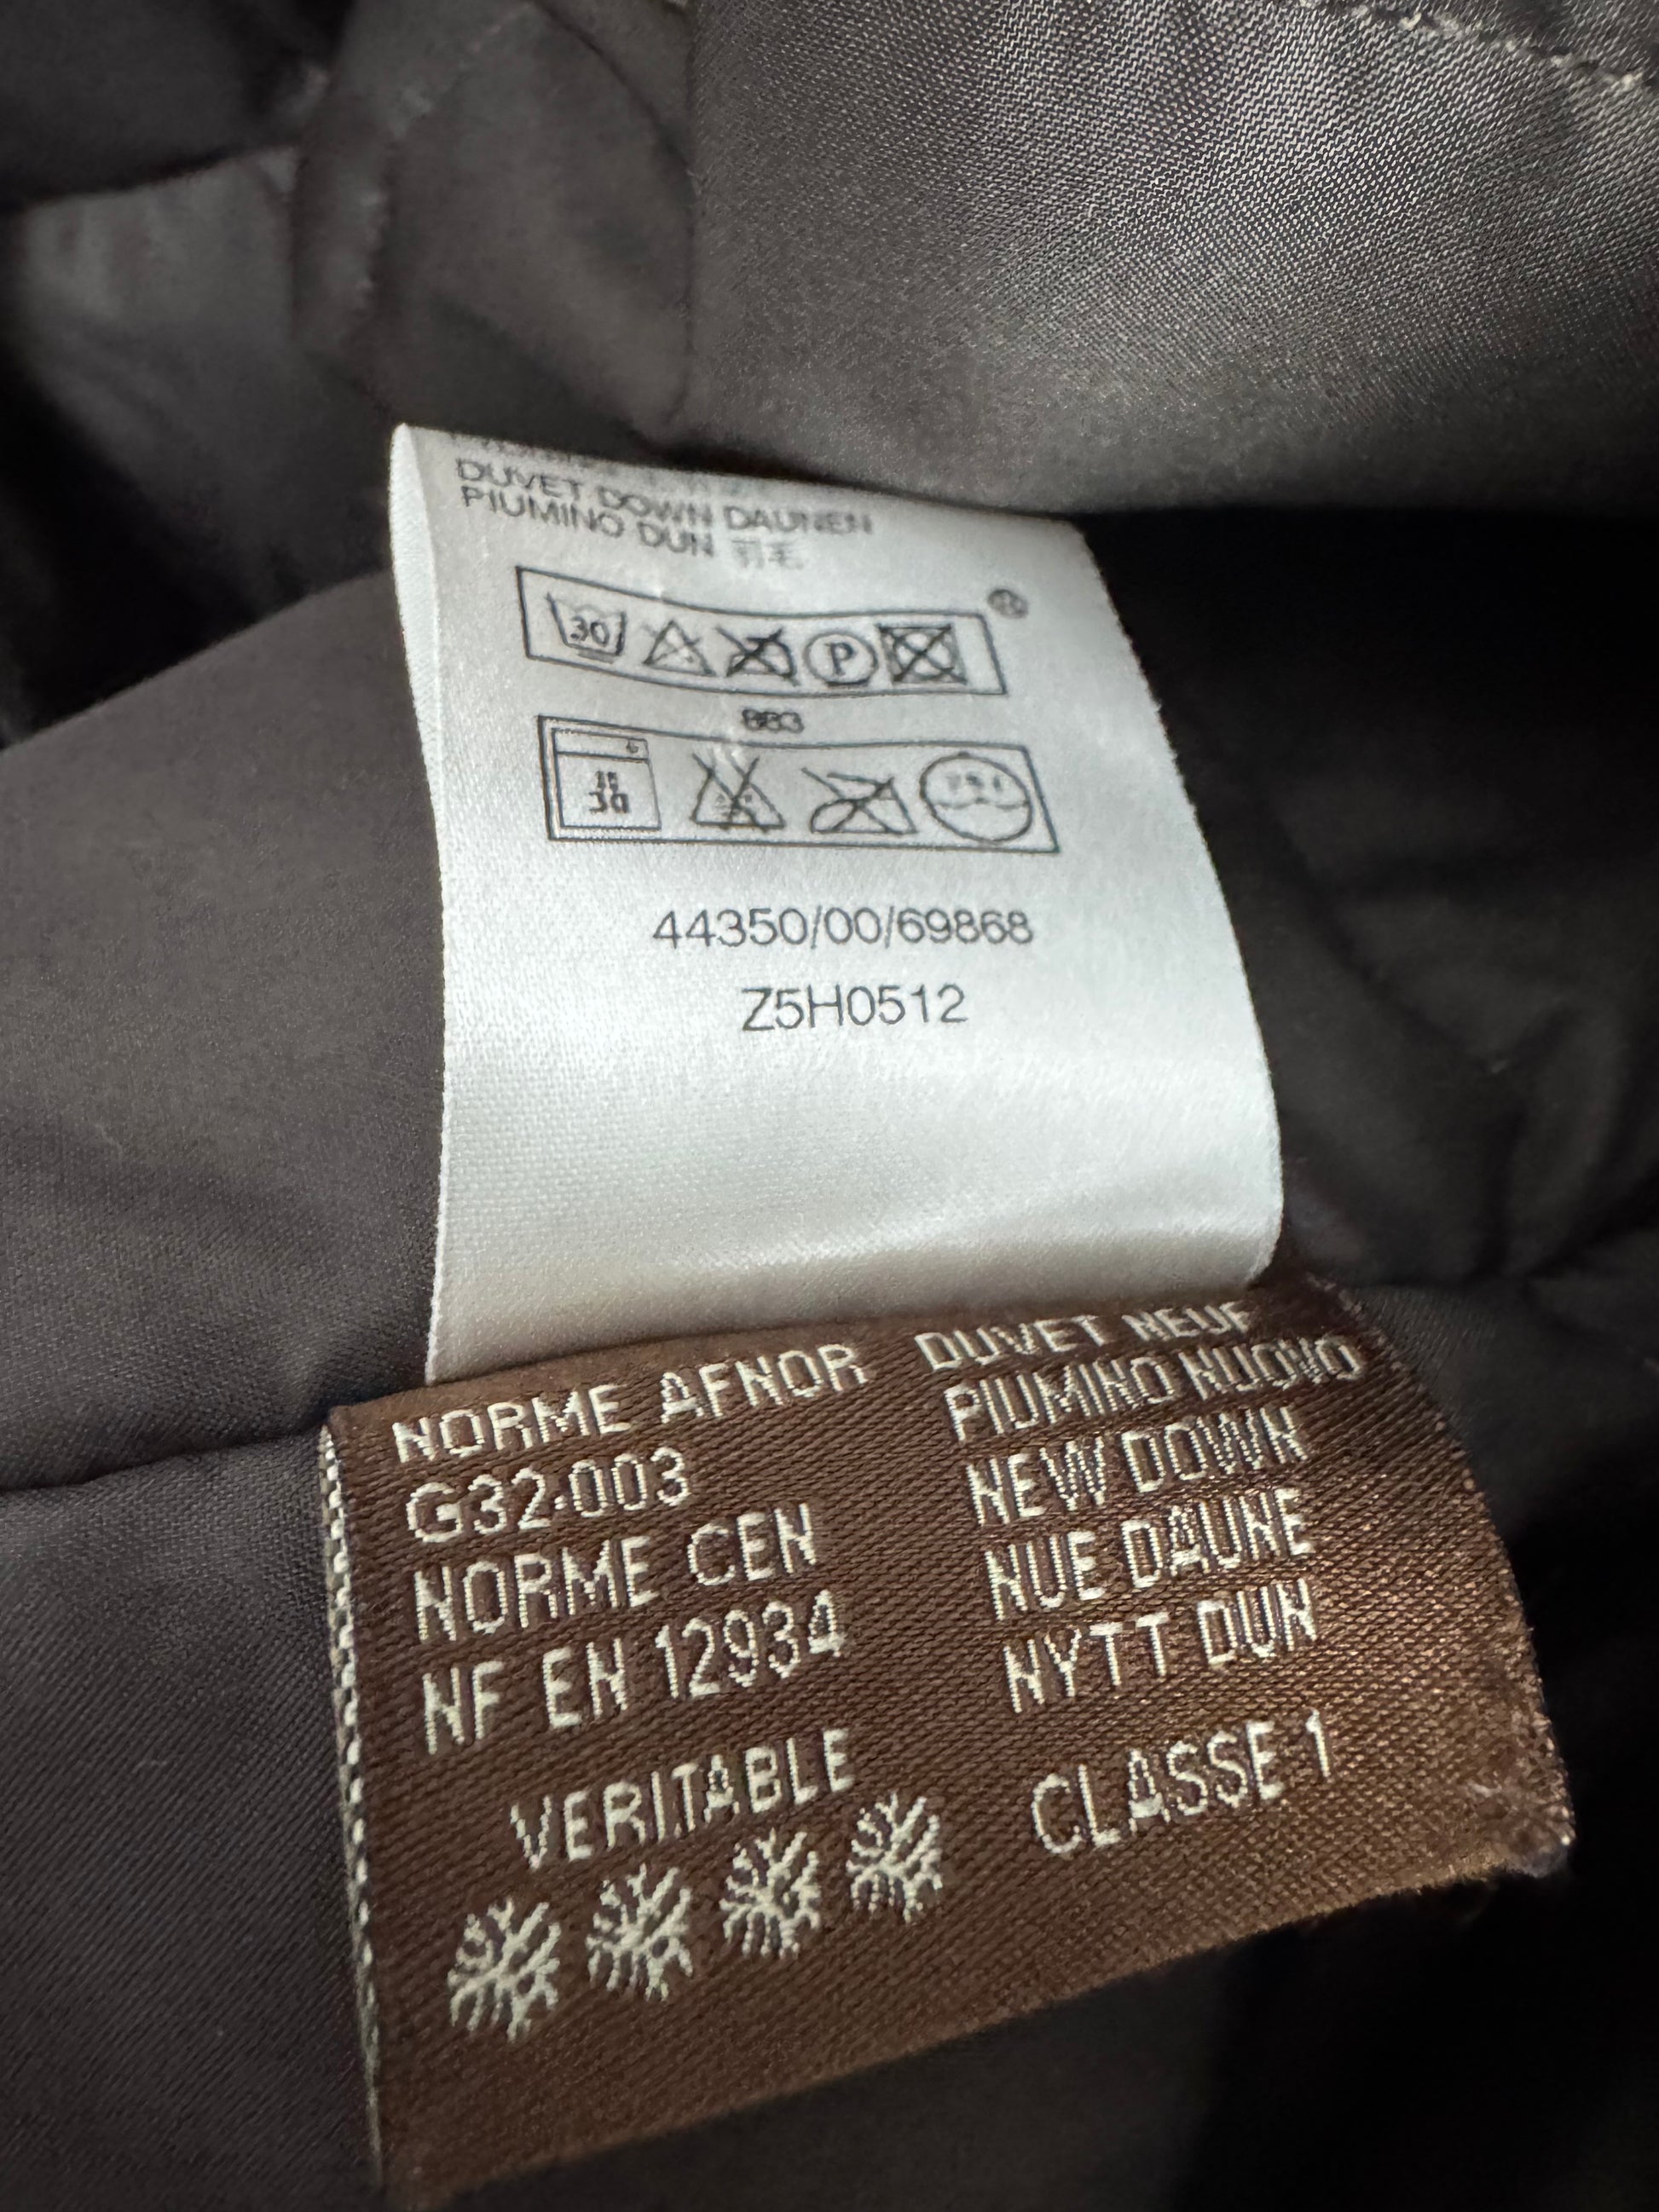 DUVET DOWN DAUNEN
PIUMINO DUN 羽毛
30 P
®
883
44350/00/69868
Z5H0512
NORME AFNOR
G32-003
NORME CEN
NF EN 12934
VERITABLE
DUVET NEUF
PIUMINO NUOVO
NEW DOWN
NUE DAUNE
NYTT DUN
CLASSE 1